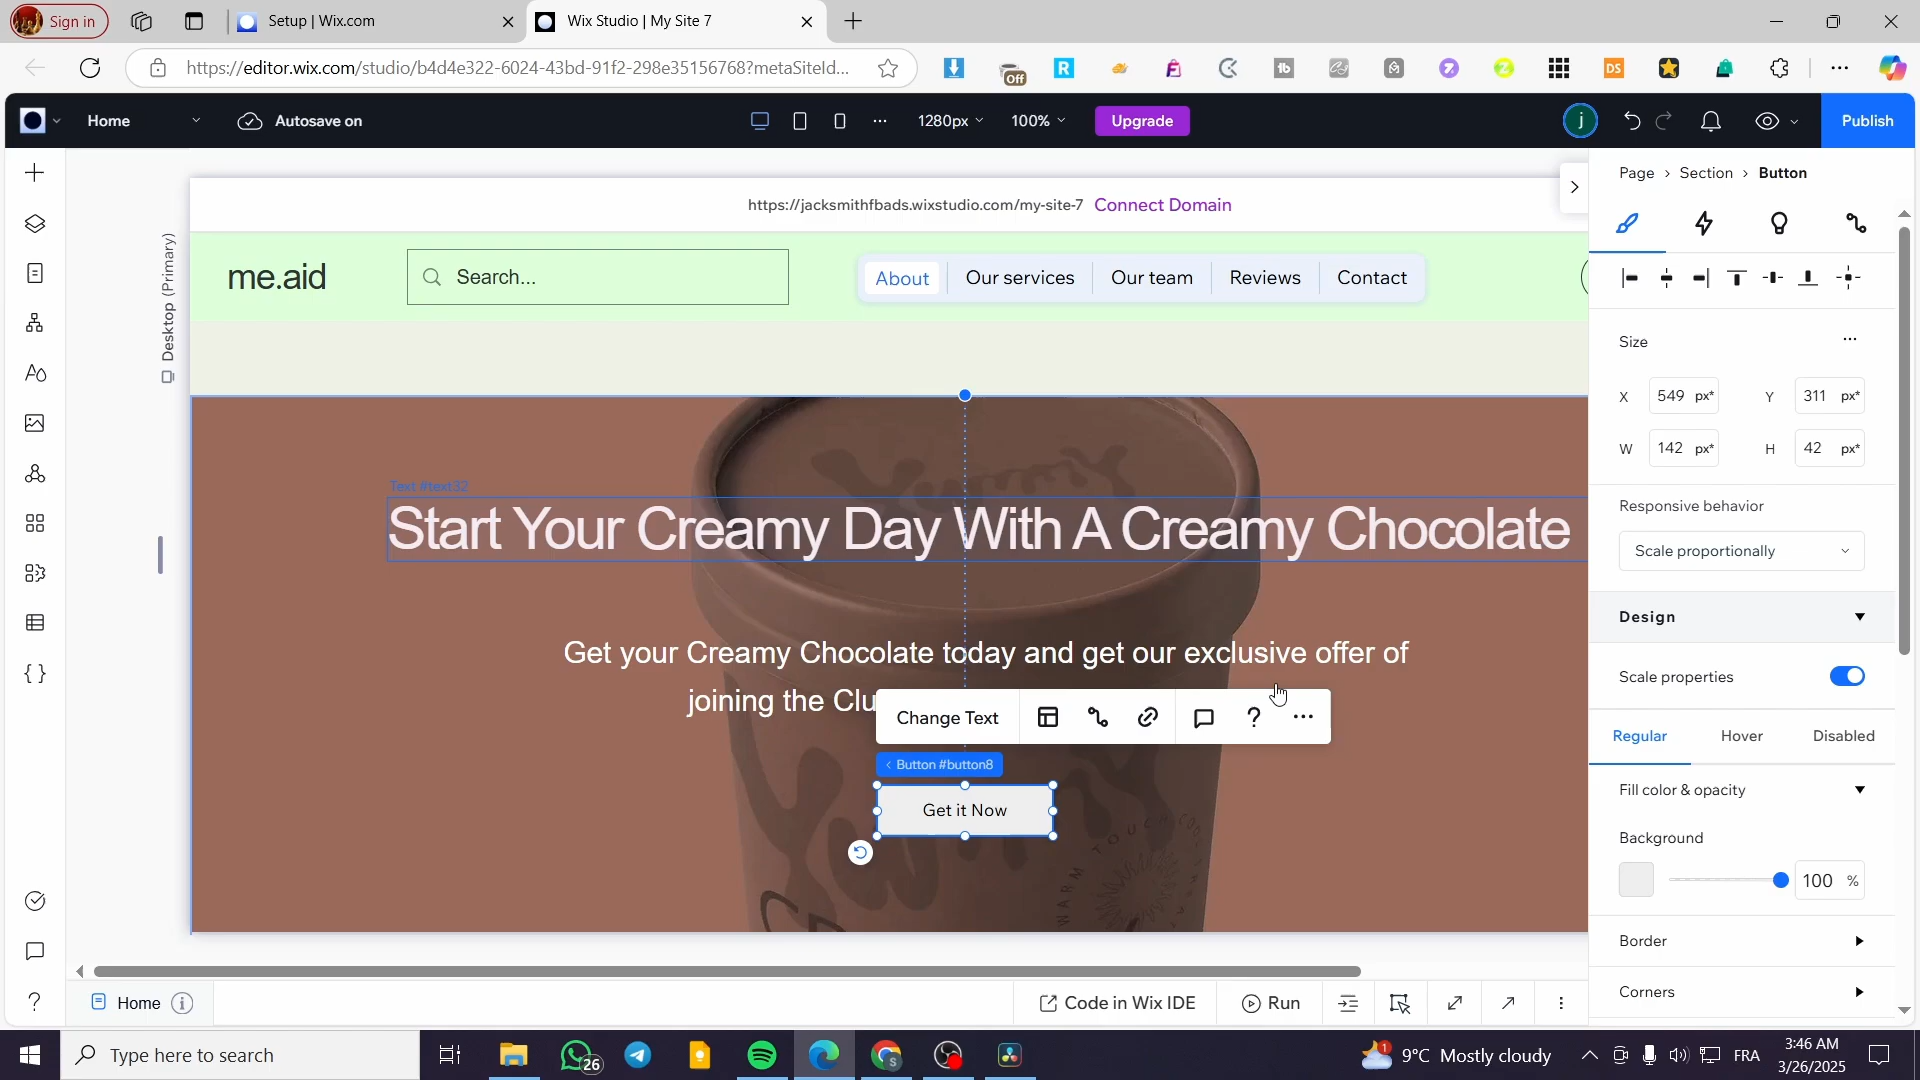 Sign in
Setup | Wix.com
Wix Studio | My Site 7
https://editor.wix.com/studio/b4d4e322-6024-43bd-91f2-298e35156768?metaSiteId...
Off
Home
Autosave on
1280px
100%
Upgrade
j
Publish
Page > Section > Button
https://jacksmithfbads.wixstudio.com/my-site-7 Connect Domain
Desktop (Primary)
me.aid
Search...
About
Our services
Our team
Reviews
Contact
Size
X 549 px*
Y 311 px*
W 142 px*
H 42 px*
Text #text32
Start Your Creamy Day With A Creamy Chocolate
Responsive behavior
Scale proportionally
Design
Get your Creamy Chocolate today and get our exclusive offer of
joining the Clu
Scale properties
Change Text
Regular
Hover
Disabled
Button #button8
Fill color & opacity
Get it Now
Background
100 %
Border
Corners
Home
Code in Wix IDE
Run
Type here to search
26
9°C Mostly cloudy
FRA
3:46 AM
3/26/2025